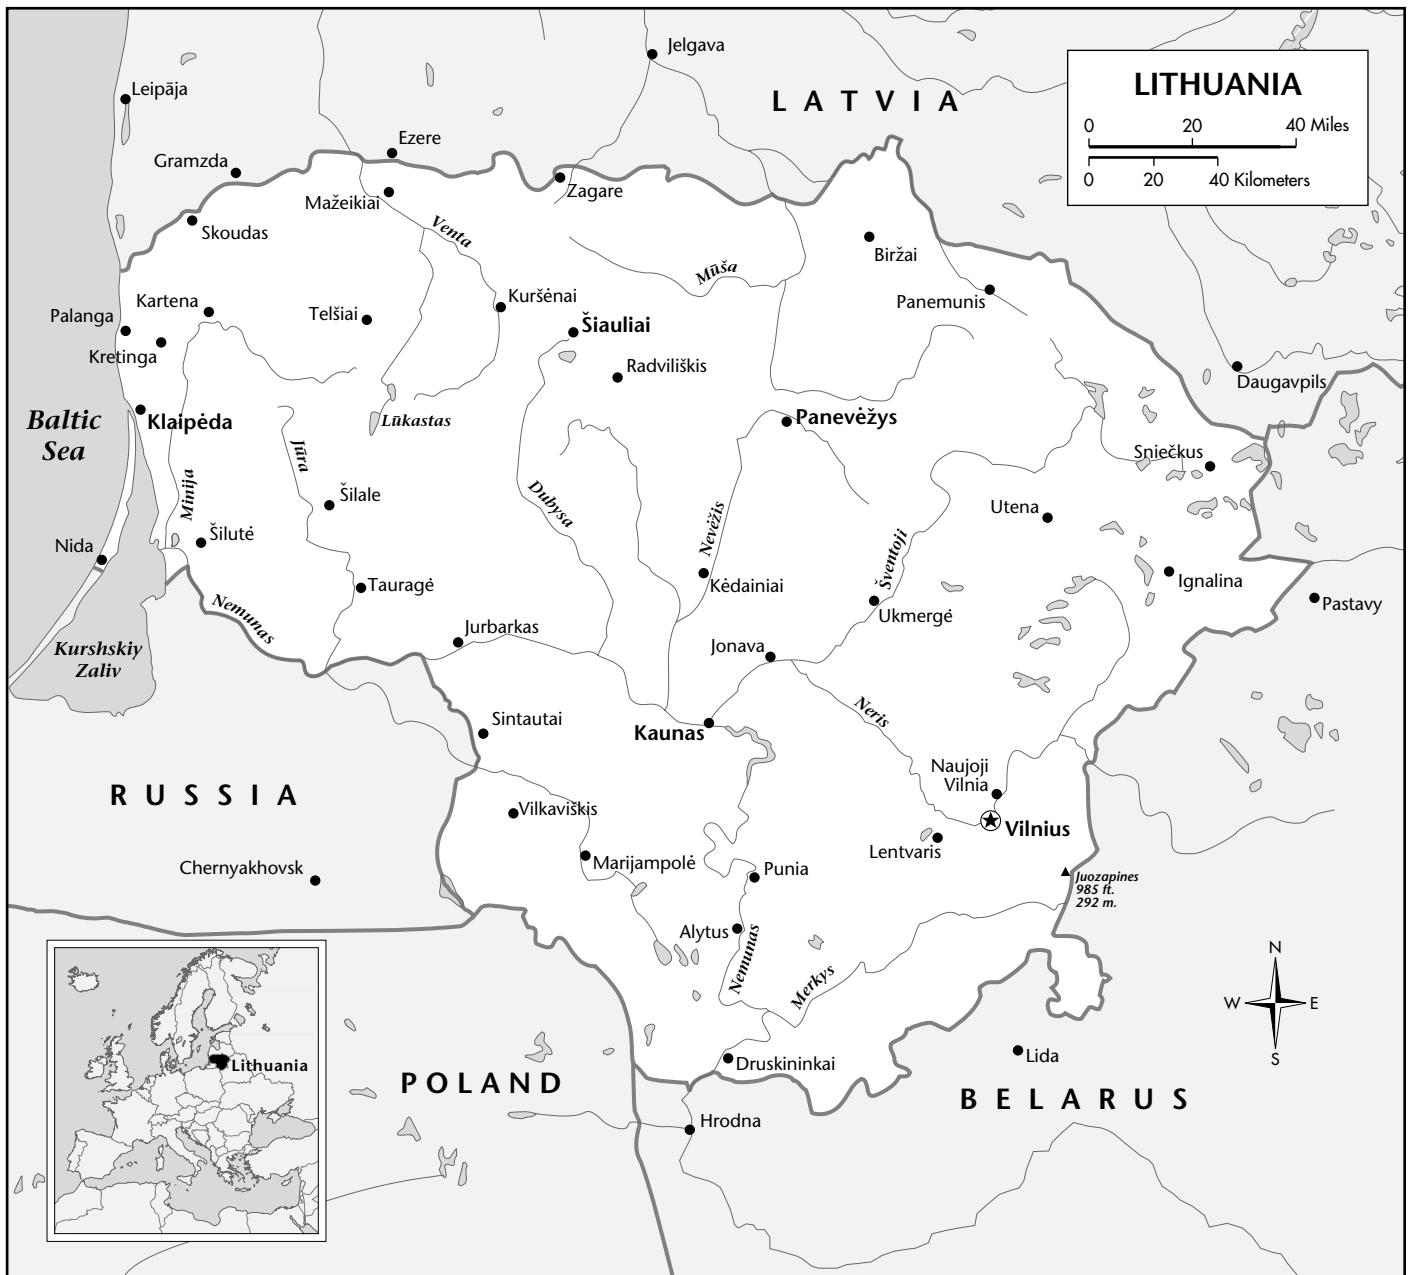 Jelgava
LATVIA
LITHUANIA
0 20 40 Miles
0 20 40 Kilometers
Leipāja
Ezere
Gramzda
Zagare
Mažeikiai
Skoudas
Venta
Biržai
Mūša
Kuršėnai
Panemunis
Kartena
Telšiai
Palanga
Šiauliai
Kretinga
Radviliškis
Daugavpils
Baltic
Sea
Klaipėda
Lūkastas
Panevėžys
Jūra
Sniečkus
Minija
Šilale
Dubysa
Nevėžis
Utena
Šilutė
Nida
Šventoji
Tauragė
Kėdainiai
Ignalina
Ukmergė
Pastavy
Nemunas
Jurbarkas
Kurshskiy
Zaliv
Jonava
Neris
Sintautai
Kaunas
Naujoji
Vilnia
RUSSIA
Vilkaviškis
Vilnius
Lentvaris
Chernyakhovsk
Marijampolė
Punia
Juozapines
985 ft.
292 m.
Alytus
Nemunas
Merkys
N
W E
S
Lithuania
Druskininkai
Lida
POLAND
BELARUS
Hrodna